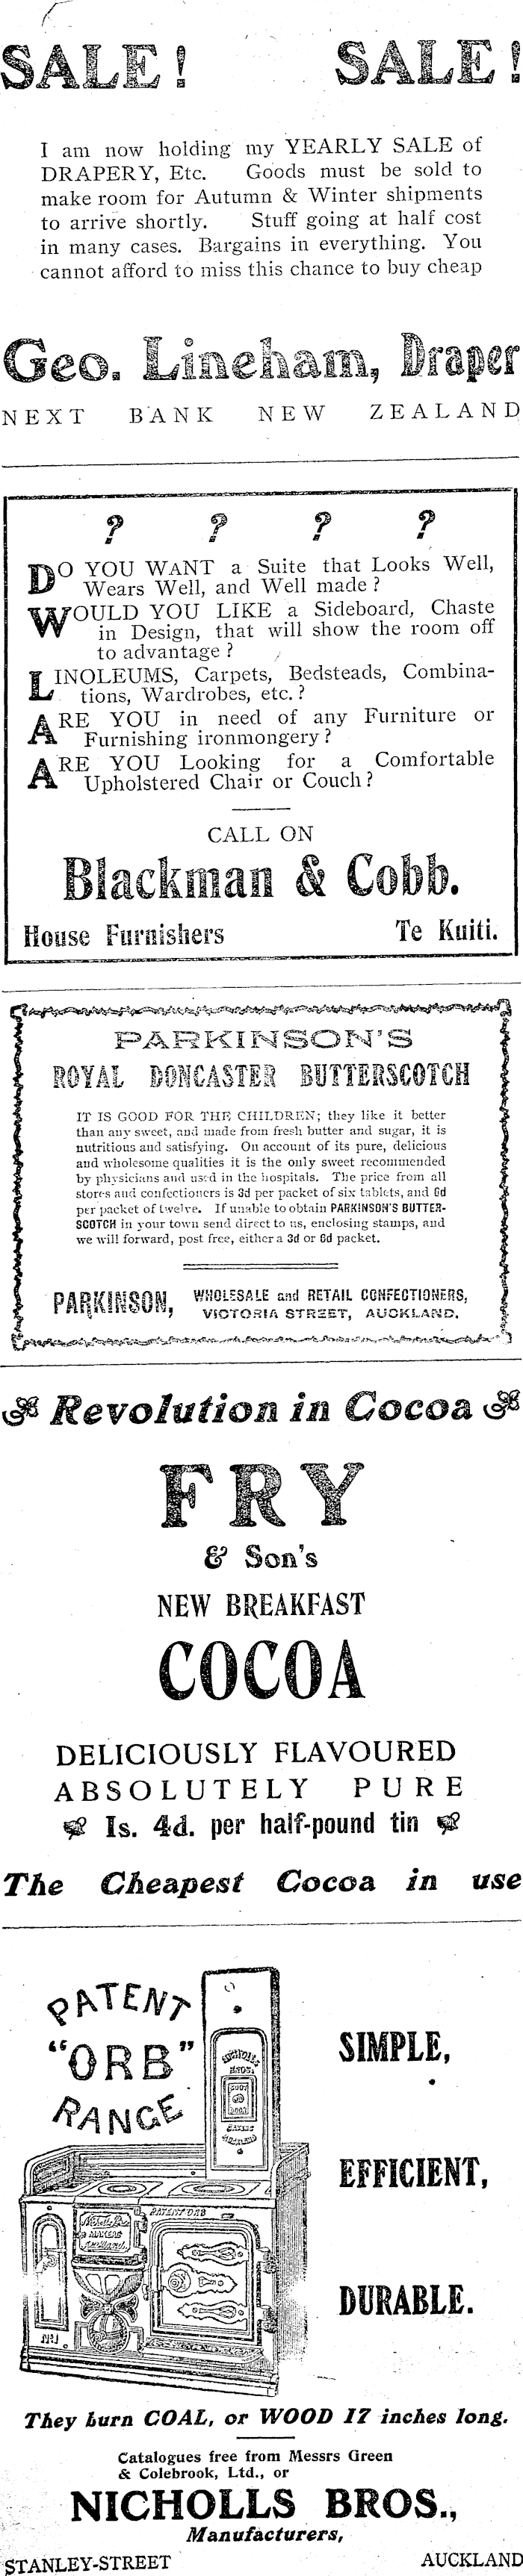 SALE! SALE!
I am now holding my YEARLY SALE of
DRAPERY, Etc. Goods must be sold to
make room for Autumn & Winter shipments
to arrive shortly. Stuff going at half cost
in many cases. Bargains in everything. You
cannot afford to miss this chance to buy cheap
Geo. Lineham, Draper
NEXT BANK NEW ZEALAND
? ? ? ?
DO YOU WANT a Suite that Looks Well,
Wears Well, and Well made?
WOULD YOU LIKE a Sideboard, Chaste
in Design, that will show the room off
to advantage?
LINOLEUMS, Carpets, Bedsteads, Combina-
tions, Wardrobes, etc.?
ARE YOU in need of any Furniture or
Furnishing ironmongery?
ARE YOU Looking for a Comfortable
Upholstered Chair or Couch?
CALL ON
Blackman & Cobb.
House Furnishers Te Kuiti.
PARKINSON'S
ROYAL DONCASTER BUTTERSCOTCH
IT IS GOOD FOR THE CHILDREN; they like it better
than any sweet, and made from fresh butter and sugar, it is
nutritious and satisfying. On account of its pure, delicious
and wholesome qualities it is the only sweet recommended
by physicians and used in the hospitals. The price from all
stores and confectioners is 3d per packet of six tablets, and 6d
per packet of twelve. If unable to obtain PARKINSON'S BUTTER-
SCOTCH in your town send direct to us, enclosing stamps, and
we will forward, post free, either a 3d or 6d packet.
PARKINSON, WHOLESALE and RETAIL CONFECTIONERS,
VICTORIA STREET, AUCKLAND.
Revolution in Cocoa
FRY
& Son's
NEW BREAKFAST
COCOA
DELICIOUSLY FLAVOURED
ABSOLUTELY PURE
1s. 4d. per half-pound tin
The Cheapest Cocoa in use
PATENT
"ORB"
RANGE
NICHOLLS
BROS.
PATENT ORB
Nicholls Bros
MAKERS
Auckland
ORB
No1
SIMPLE,
EFFICIENT,
DURABLE.
They burn COAL, or WOOD 17 inches long.
Catalogues free from Messrs Green
& Colebrook, Ltd., or
NICHOLLS BROS.,
Manufacturers,
STANLEY-STREET AUCKLAND